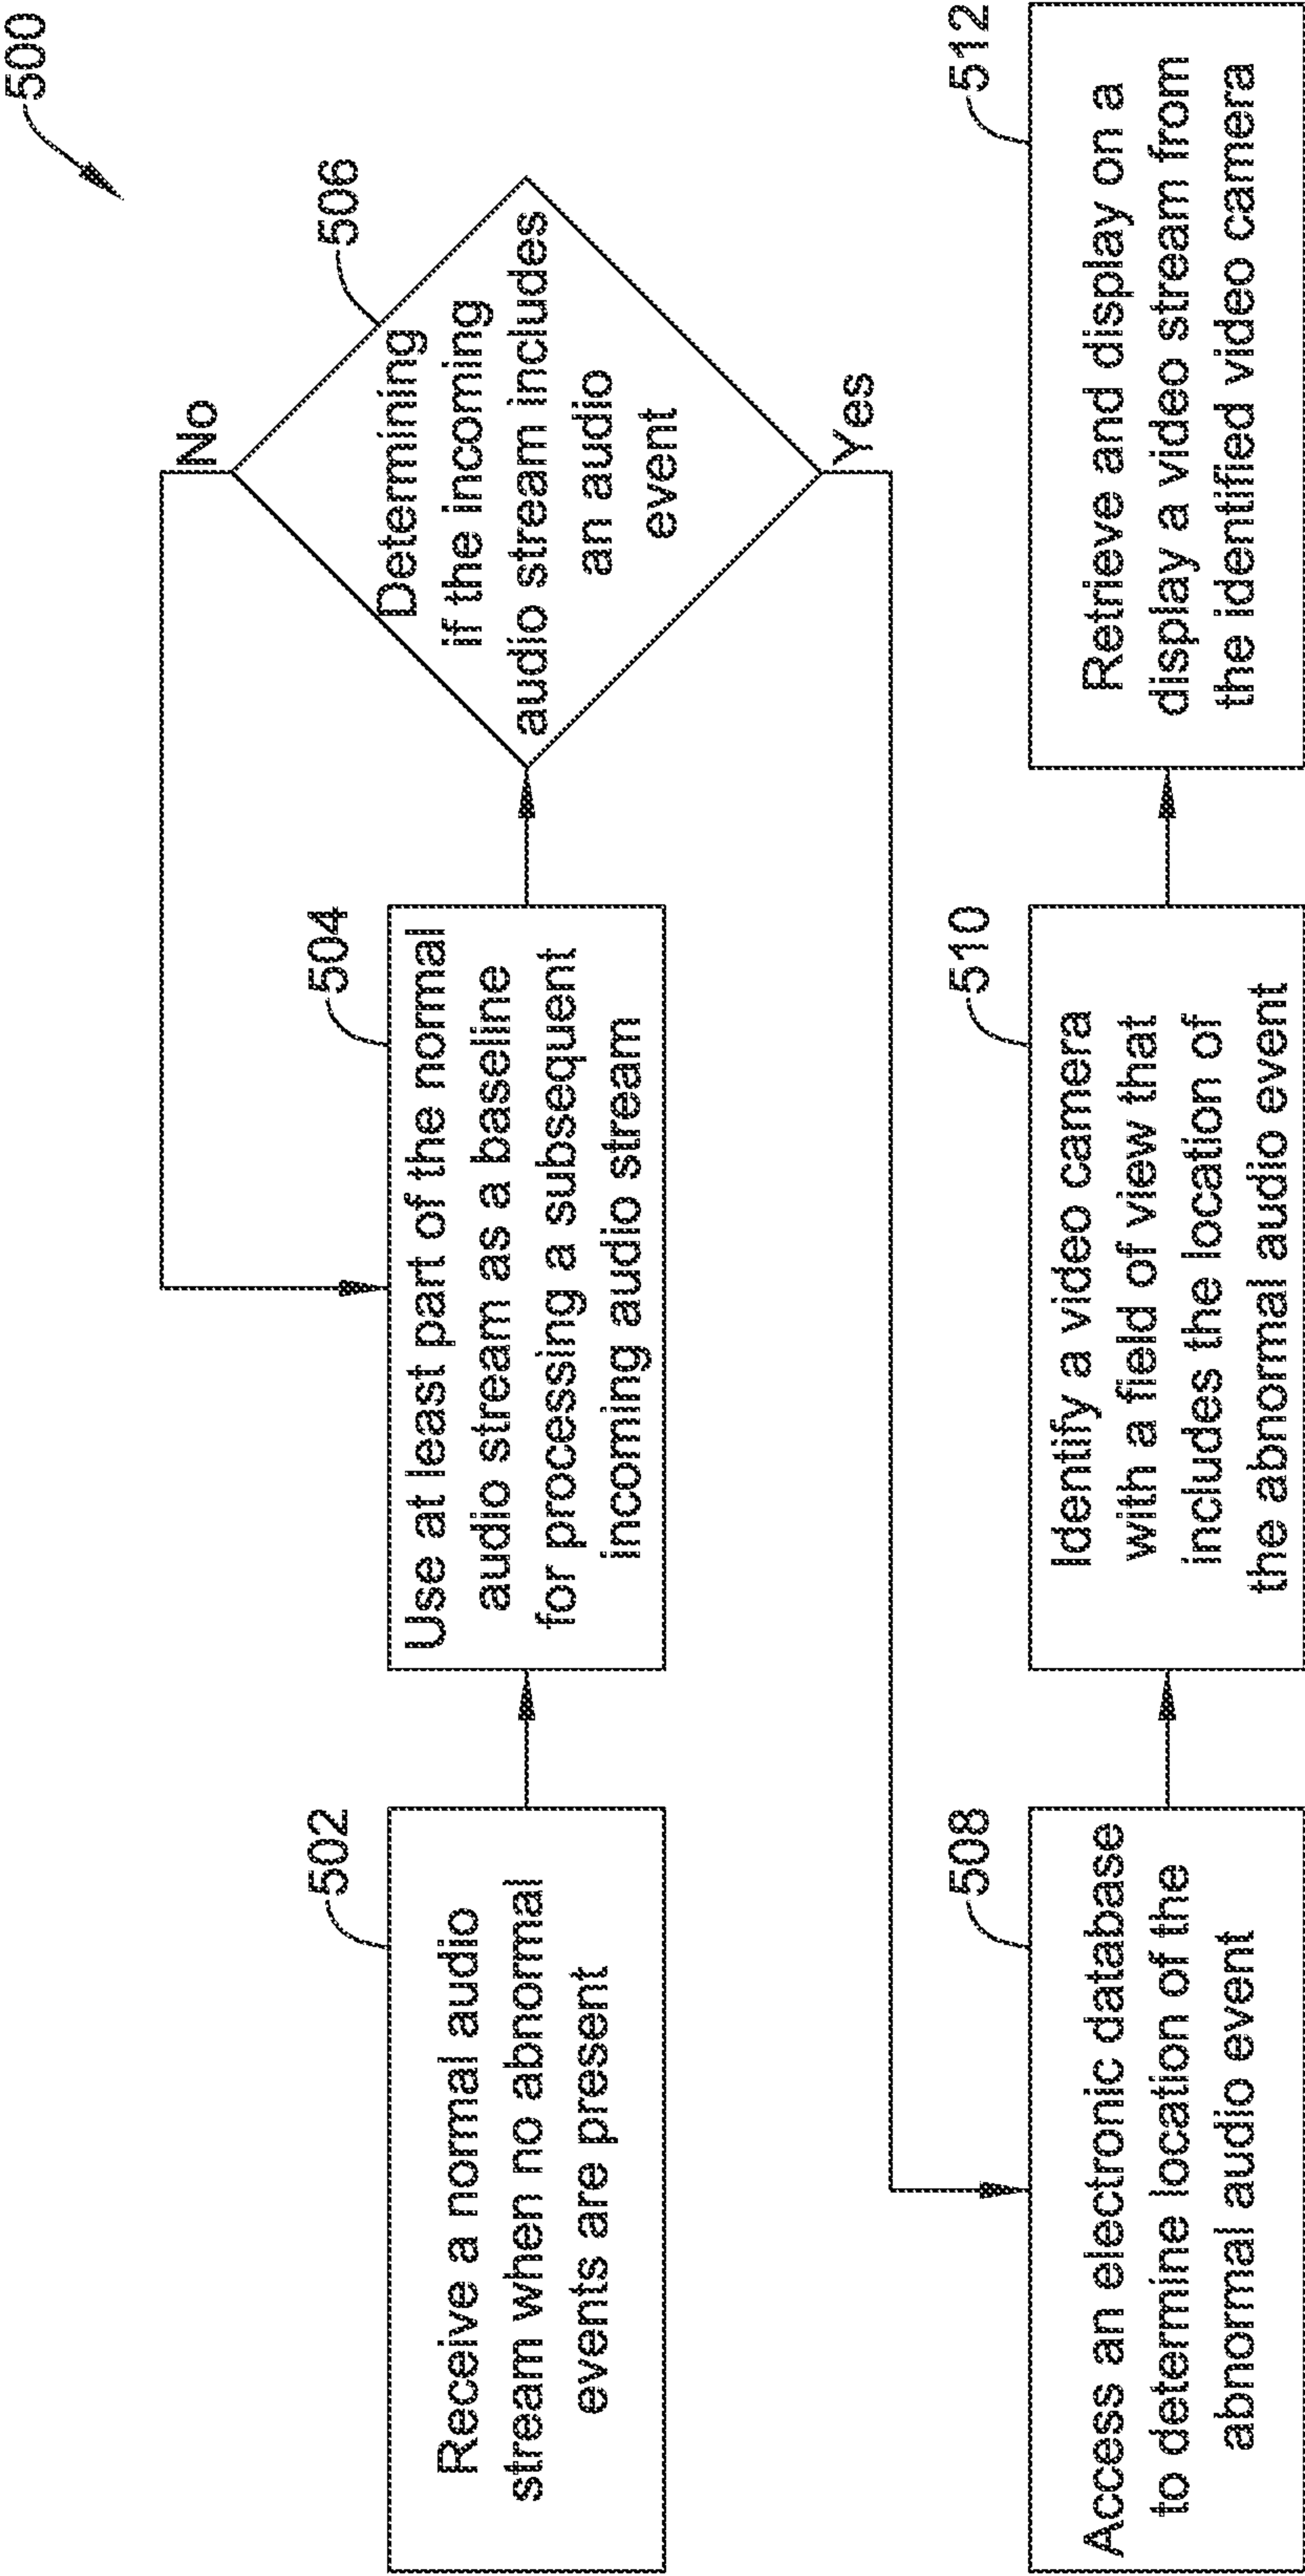 500
502
Receive a normal audio
stream when no abnormal
events are present
504
Use at least part of the normal
audio stream as a baseline
for processing a subsequent
incoming audio stream
506
Determining
if the incoming
audio stream includes
an audio
event
No
Yes
508
Access an electronic database
to determine location of the
abnormal audio event
510
Identify a video camera
with a field of view that
includes the location of
the abnormal audio event
512
Retrieve and display on a
display a video stream from
the identified video camera